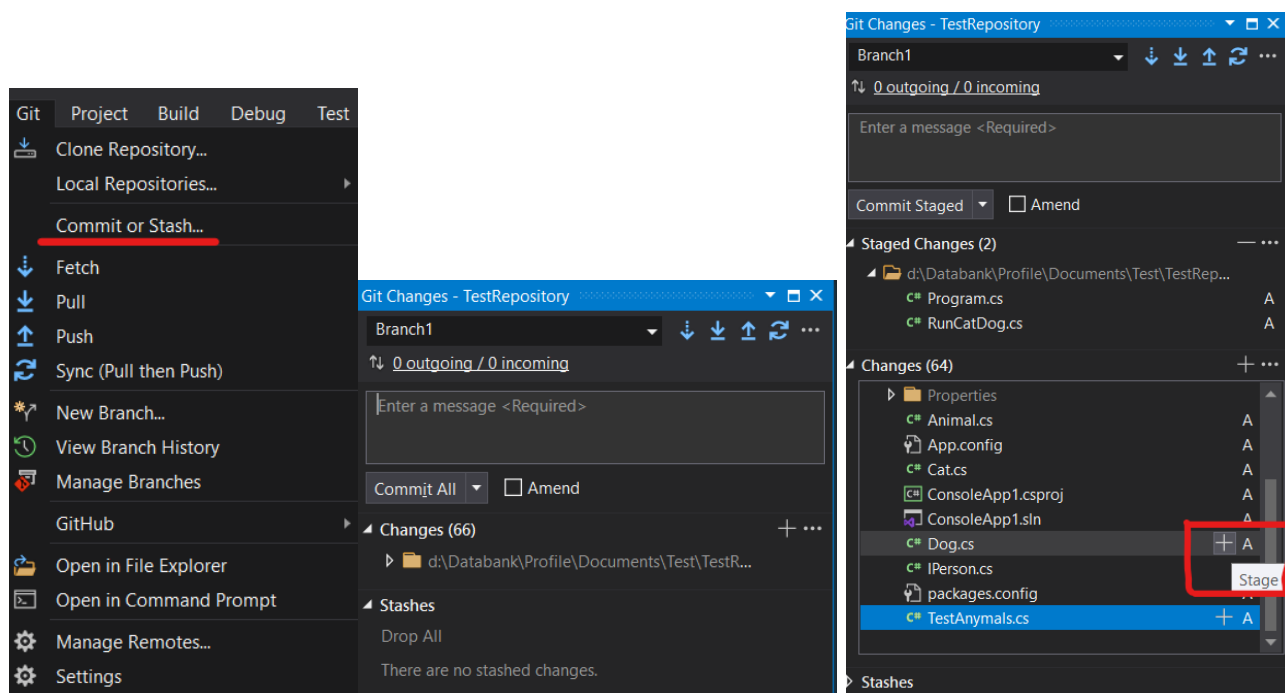 Git Project Build Debug Test
Clone Repository...
Local Repositories...
Commit or Stash...
Fetch
Pull
Push
Sync (Pull then Push)
New Branch...
View Branch History
Manage Branches
GitHub
Open in File Explorer
Open in Command Prompt
Manage Remotes...
Settings
Git Changes - TestRepository
Branch1
0 outgoing / 0 incoming
Enter a message <Required>
Commit All
Amend
Changes (66)
d:\Databank\Profile\Documents\Test\TestR...
Stashes
Drop All
There are no stashed changes.
Git Changes - TestRepository
Branch1
0 outgoing / 0 incoming
Enter a message <Required>
Commit Staged
Amend
Staged Changes (2)
d:\Databank\Profile\Documents\Test\TestRep...
C# Program.cs A
C# RunCatDog.cs A
Changes (64)
Properties
C# Animal.cs A
App.config A
C# Cat.cs A
C# ConsoleApp1.csproj A
ConsoleApp1.sln A
C# Dog.cs A
C# IPerson.cs
Stage
packages.config A
C# TestAnymals.cs A
Stashes